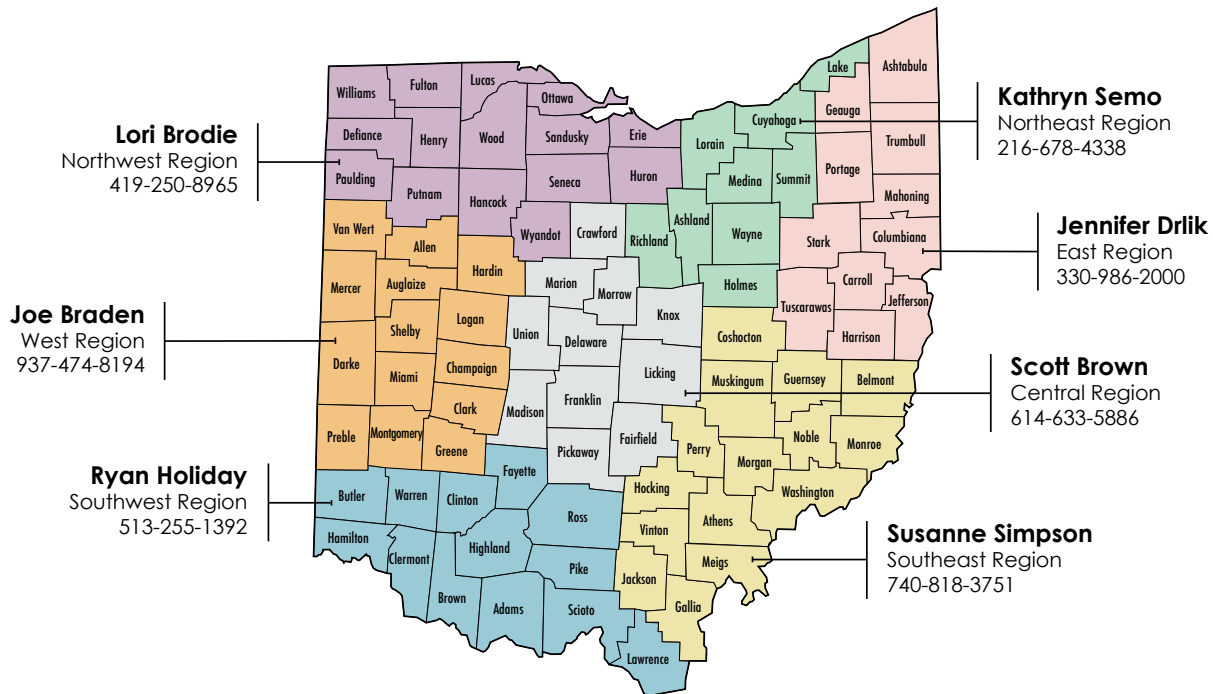 Lake
Ashtabula
Lucas
Fulton
Williams
Ottawa
Geauga
Cuyahoga
Kathryn Semo
Northeast Region
216-678-4338
Lori Brodie
Northwest Region
419-250-8965
Defiance
Henry
Wood
Sandusky
Erie
Lorain
Trumbull
Medina
Summit
Portage
Paulding
Putnam
Hancock
Seneca
Huron
Mahoning
Ashland
Van Wert
Allen
Wyandot
Crawford
Richland
Wayne
Stark
Columbiana
Jennifer Drlik
East Region
330-986-2000
Hardin
Mercer
Auglaize
Marion
Morrow
Holmes
Carroll
Tuscarawas
Jefferson
Joe Braden
West Region
937-474-8194
Shelby
Logan
Union
Knox
Delaware
Coshocton
Harrison
Darke
Miami
Champaign
Licking
Muskingum
Guernsey
Belmont
Scott Brown
Central Region
614-633-5886
Clark
Madison
Franklin
Preble
Montgomery
Greene
Fairfield
Perry
Noble
Monroe
Pickaway
Morgan
Ryan Holiday
Southwest Region
513-255-1392
Fayette
Butler
Warren
Clinton
Hocking
Washington
Ross
Athens
Vinton
Hamilton
Highland
Clermont
Susanne Simpson
Southeast Region
740-818-3751
Pike
Jackson
Meigs
Brown
Adams
Scioto
Gallia
Lawrence